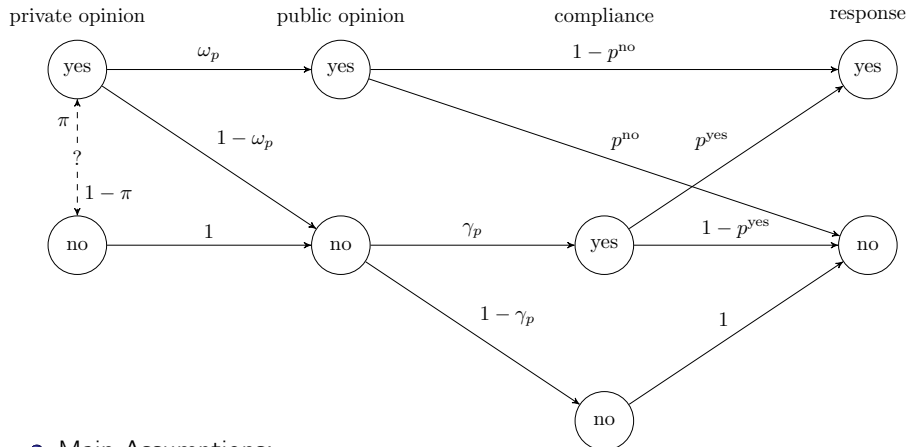 private opinion public opinion compliance response
yes ω_p yes 1 − p^no yes
π
1 − ω_p p^no p^yes
?
1 − π
no 1 no γ_p yes 1 − p^yes no
1 − γ_p 1
no
Main Assumptions: